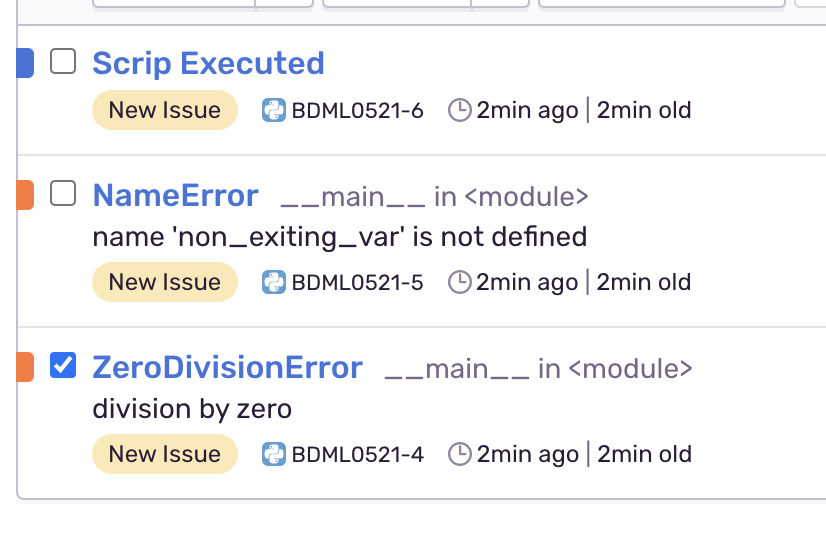 Scrip Executed
New Issue BDML0521-6 2min ago | 2min old
NameError __main__ in <module>
name 'non_exiting_var' is not defined
New Issue BDML0521-5 2min ago | 2min old
ZeroDivisionError __main__ in <module>
division by zero
New Issue BDML0521-4 2min ago | 2min old